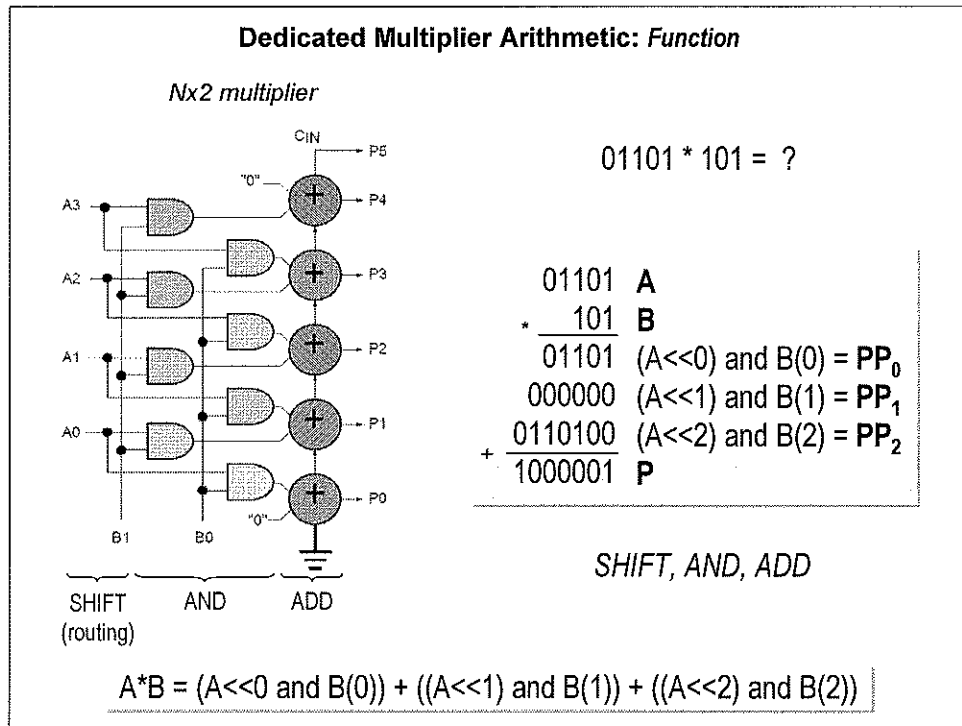 Dedicated Multiplier Arithmetic: Function
Nx2 multiplier
CIN
P5
"0"
P4
A3
P3
A2
P2
A1
P1
A0
P0
"0"
B1 B0
SHIFT
(routing)
AND
ADD
01101 * 101 = ?
01101 A
* 101 B
01101 (A<<0) and B(0) = PP0
000000 (A<<1) and B(1) = PP1
+ 0110100 (A<<2) and B(2) = PP2
1000001 P
SHIFT, AND, ADD
A*B = (A<<0 and B(0)) + ((A<<1) and B(1)) + ((A<<2) and B(2))